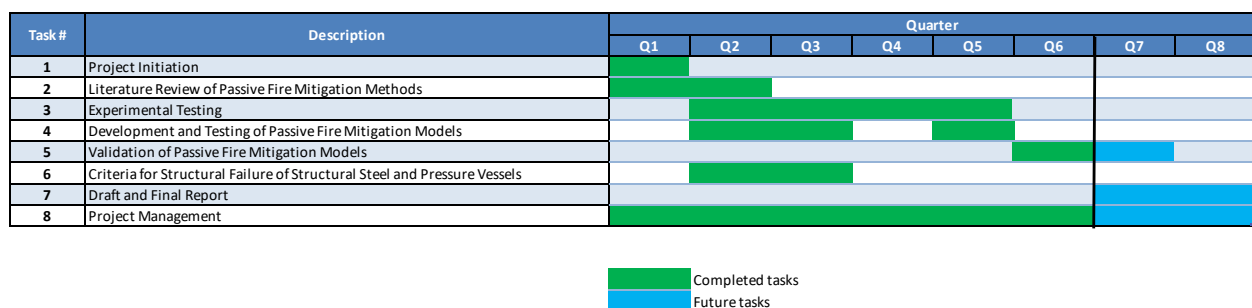 Task # Description Quarter
Q1 Q2 Q3 Q4 Q5 Q6 Q7 Q8
1 Project Initiation
2 Literature Review of Passive Fire Mitigation Methods
3 Experimental Testing
4 Development and Testing of Passive Fire Mitigation Models
5 Validation of Passive Fire Mitigation Models
6 Criteria for Structural Failure of Structural Steel and Pressure Vessels
7 Draft and Final Report
8 Project Management
Completed tasks
Future tasks